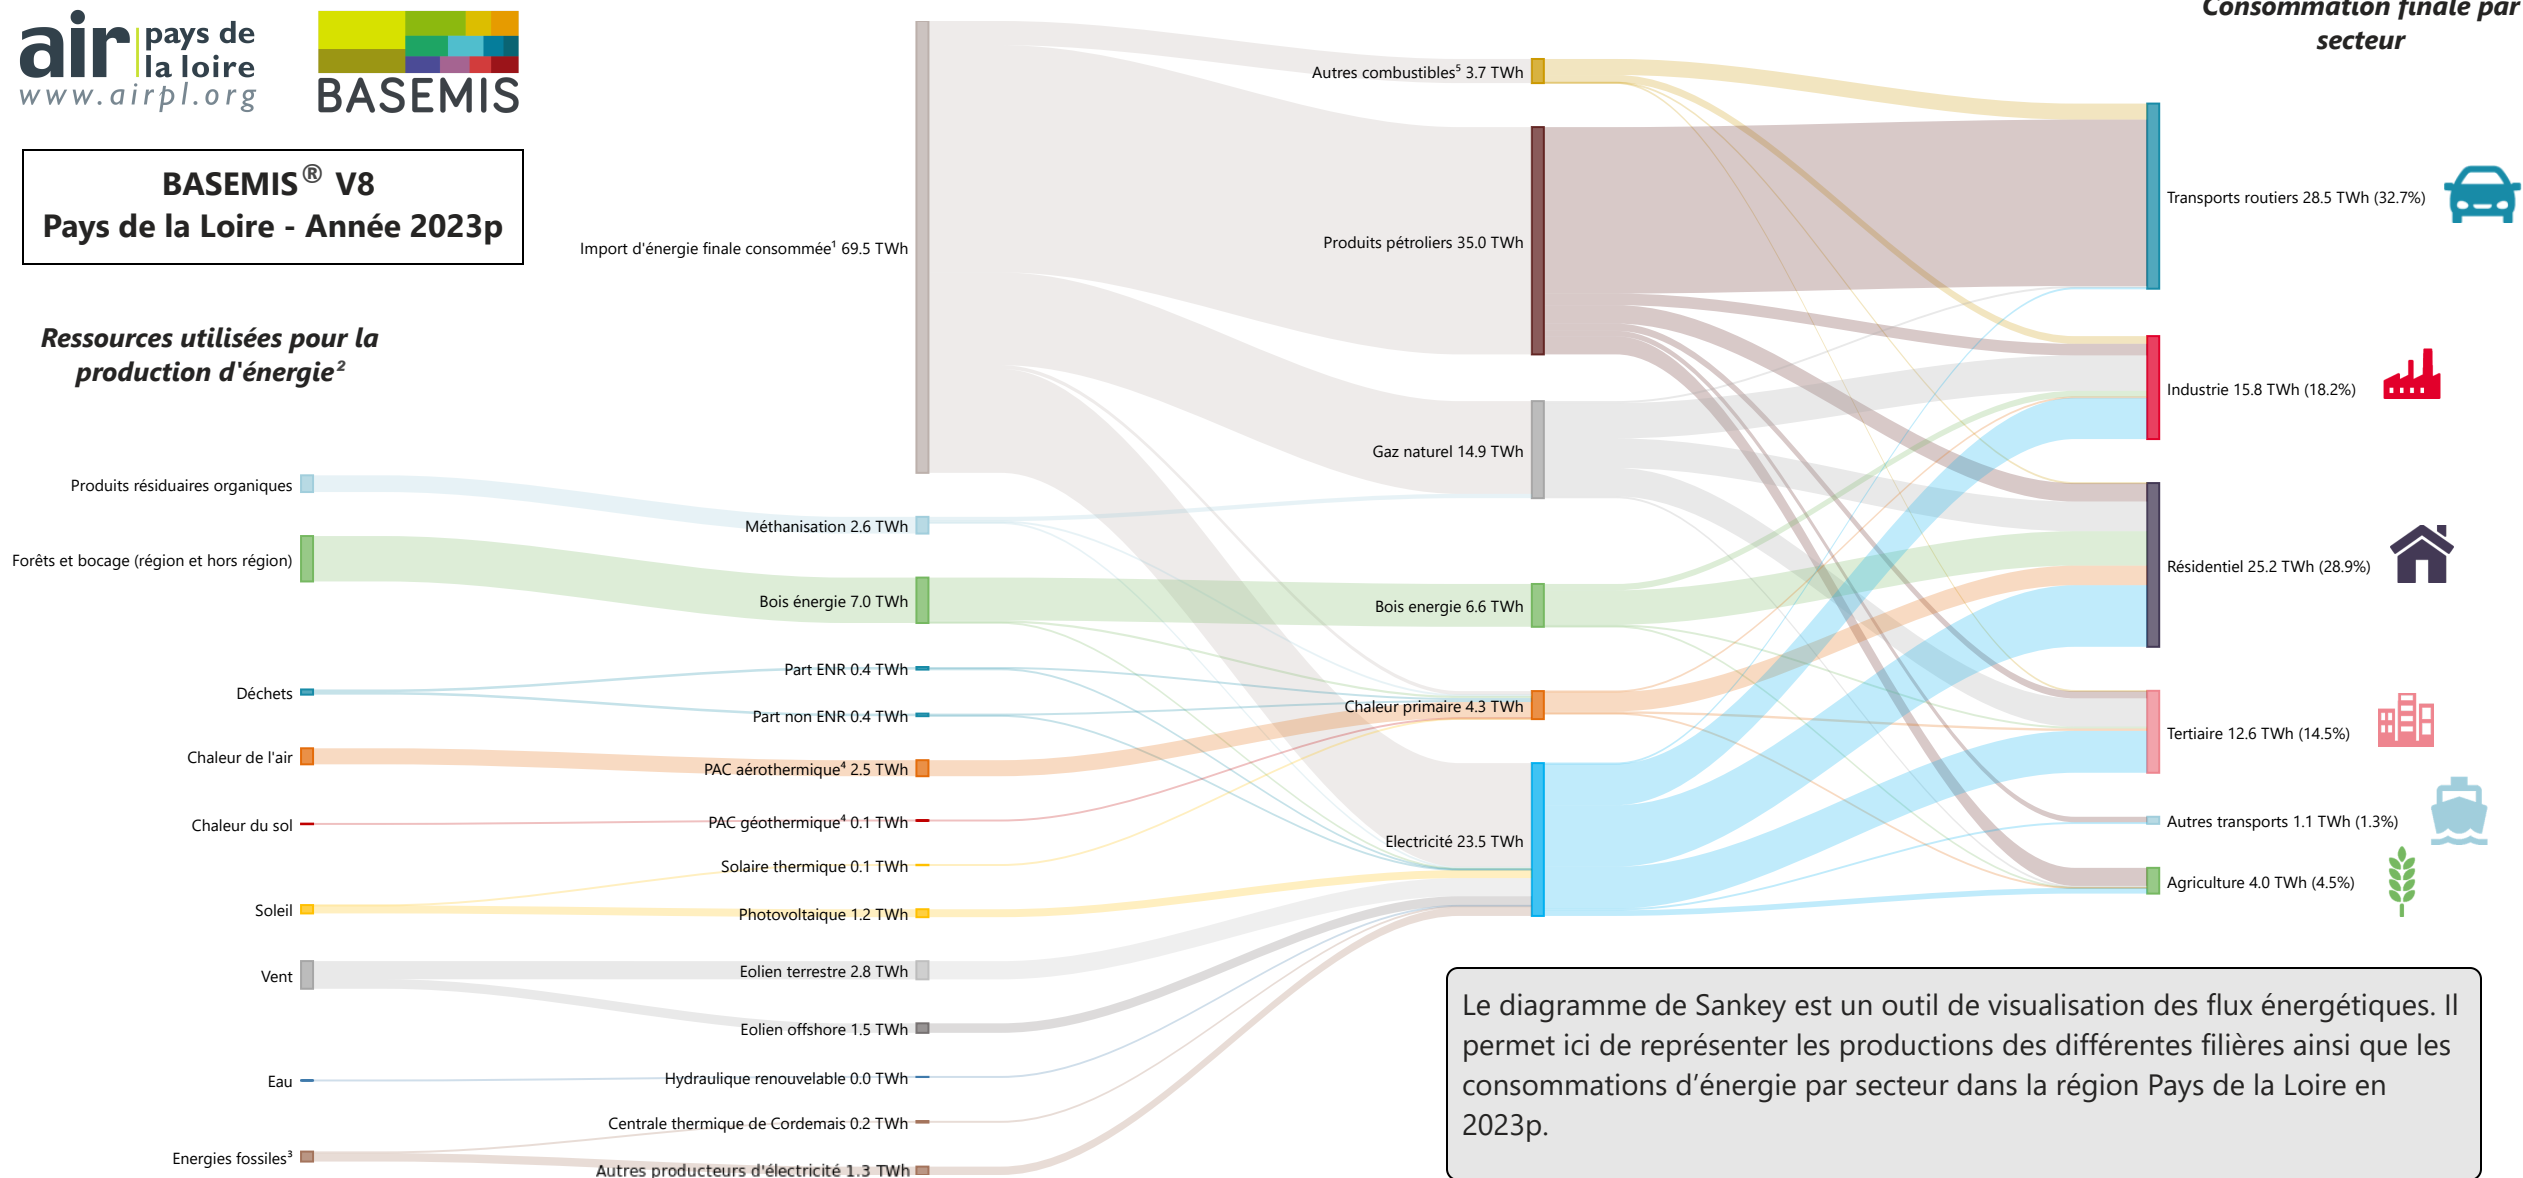 air pays de
la loire
www.airpl.org
BASEMIS
BASEMIS® V8
Pays de la Loire - Année 2023p
Ressources utilisées pour la
production d'énergie²
Produits résiduaires organiques
Forêts et bocage (région et hors région)
Déchets
Chaleur de l'air
Chaleur du sol
Soleil
Vent
Eau
Energies fossiles³
Import d'énergie finale consommée¹ 69.5 TWh
Méthanisation 2.6 TWh
Bois énergie 7.0 TWh
Part ENR 0.4 TWh
Part non ENR 0.4 TWh
PAC aérothermique⁴ 2.5 TWh
PAC géothermique⁴ 0.1 TWh
Solaire thermique 0.1 TWh
Photovoltaique 1.2 TWh
Eolien terrestre 2.8 TWh
Eolien offshore 1.5 TWh
Hydraulique renouvelable 0.0 TWh
Centrale thermique de Cordemais 0.2 TWh
Autres producteurs d'électricité 1.3 TWh
Autres combustibles⁵ 3.7 TWh
Produits pétroliers 35.0 TWh
Gaz naturel 14.9 TWh
Bois energie 6.6 TWh
Chaleur primaire 4.3 TWh
Electricité 23.5 TWh
Consommation finale par
secteur
Transports routiers 28.5 TWh (32.7%)
Industrie 15.8 TWh (18.2%)
Résidentiel 25.2 TWh (28.9%)
Tertiaire 12.6 TWh (14.5%)
Autres transports 1.1 TWh (1.3%)
Agriculture 4.0 TWh (4.5%)
Le diagramme de Sankey est un outil de visualisation des flux énergétiques. Il
permet ici de représenter les productions des différentes filières ainsi que les
consommations d’énergie par secteur dans la région Pays de la Loire en
2023p.